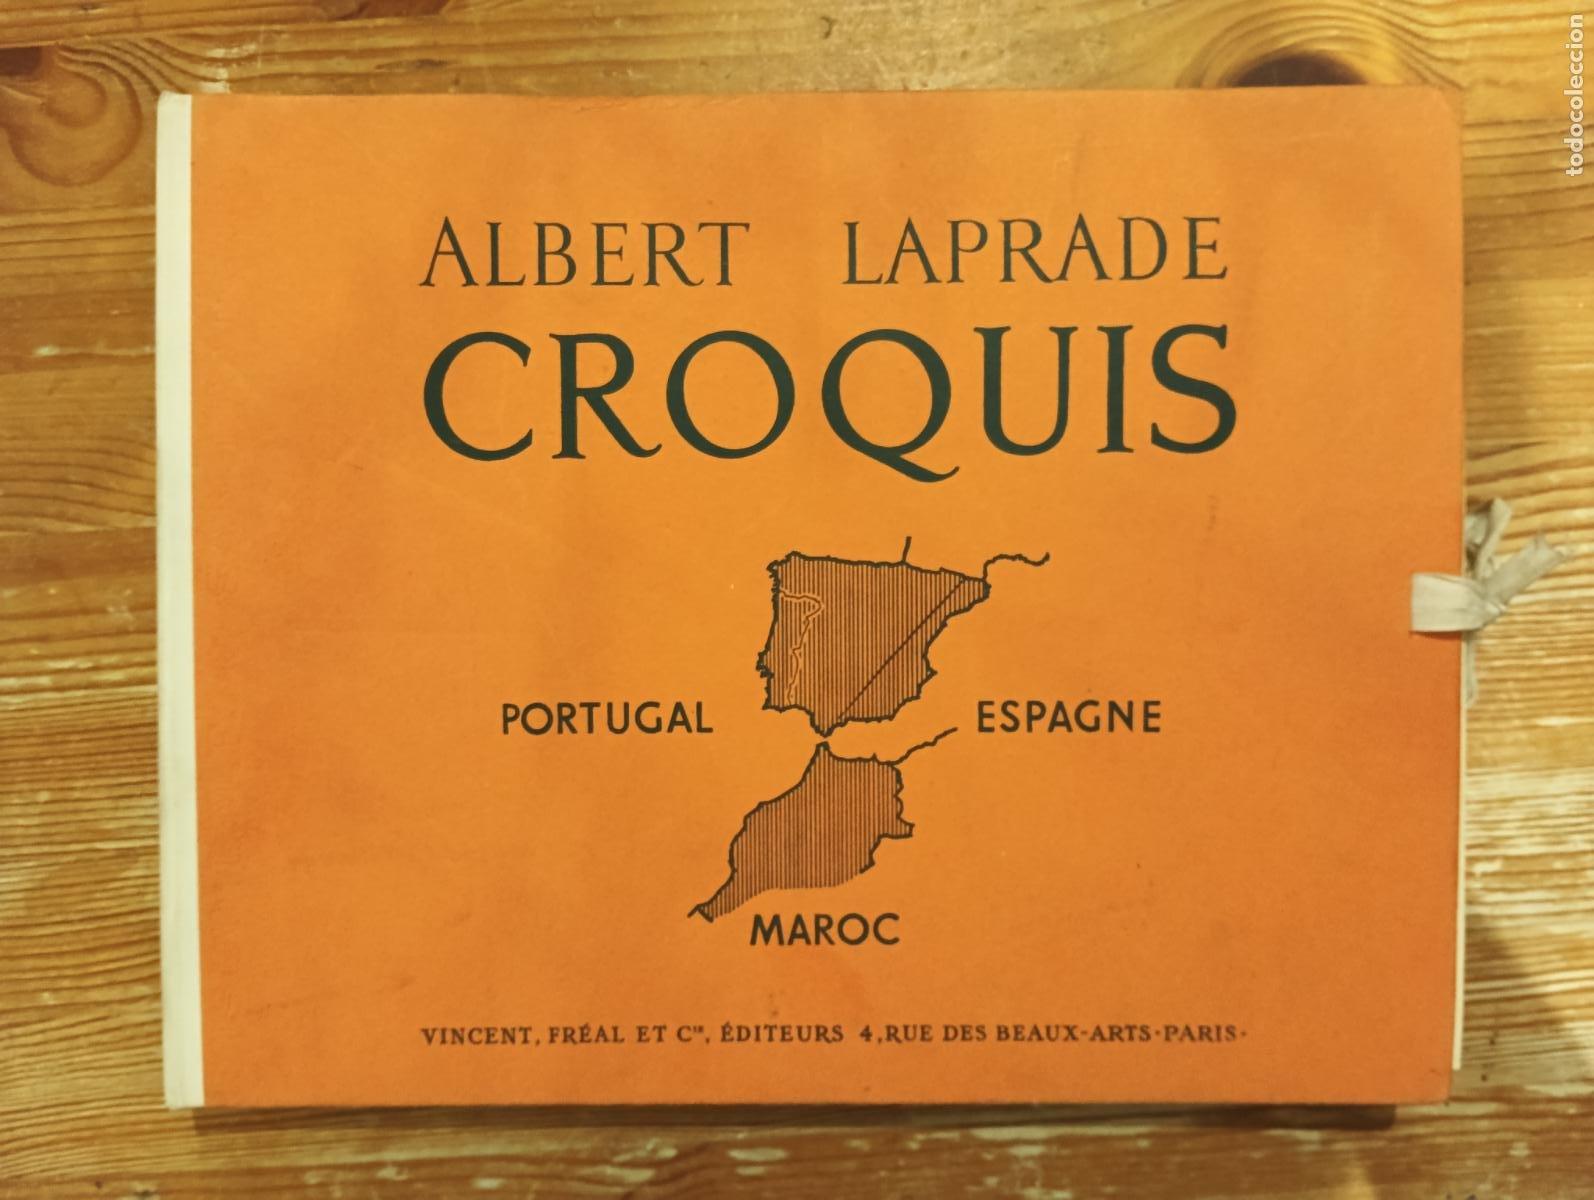 ALBERT LAPRADE
CROQUIS
PORTUGAL
ESPAGNE
MAROC
VINCENT, FRÉAL ET Cie, ÉDITEURS 4, RUE DES BEAUX-ARTS-PARIS-
todocoleccion